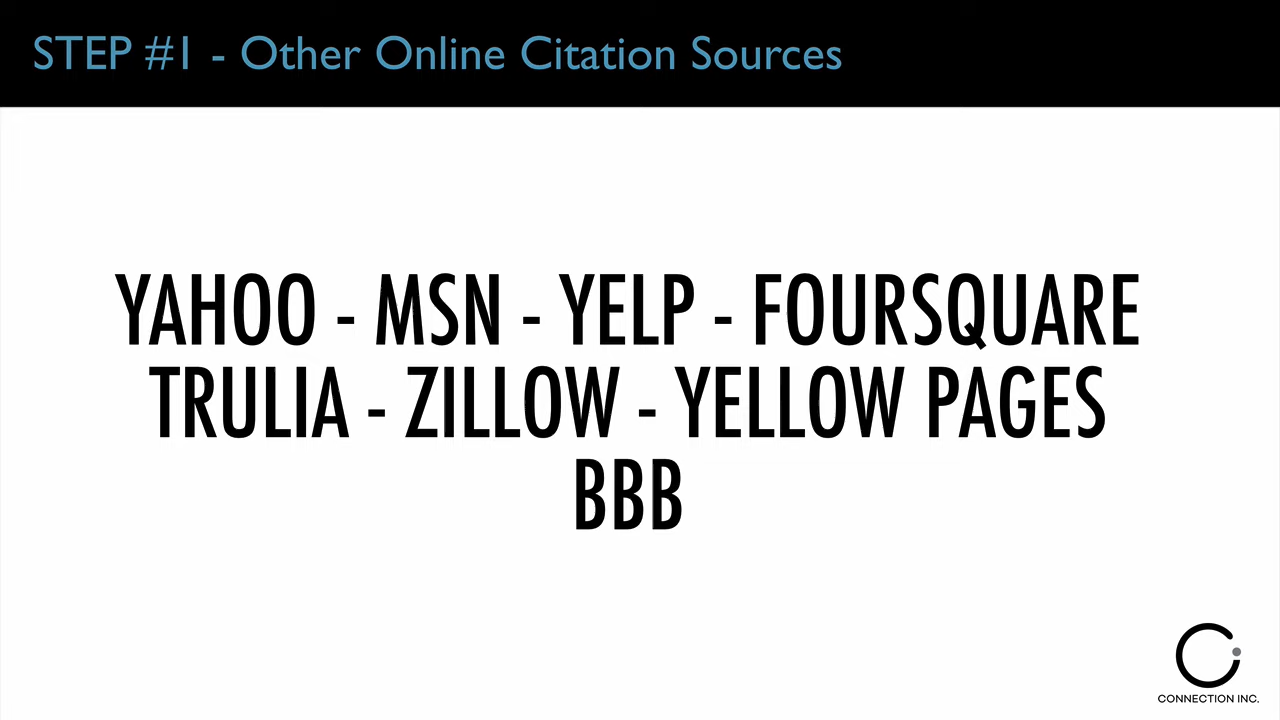 STEP #1 - Other Online Citation Sources
YAHOO - MSN - YELP - FOURSQUARE
TRULIA - ZILLOW - YELLOW PAGES
BBB
CONNECTION INC.